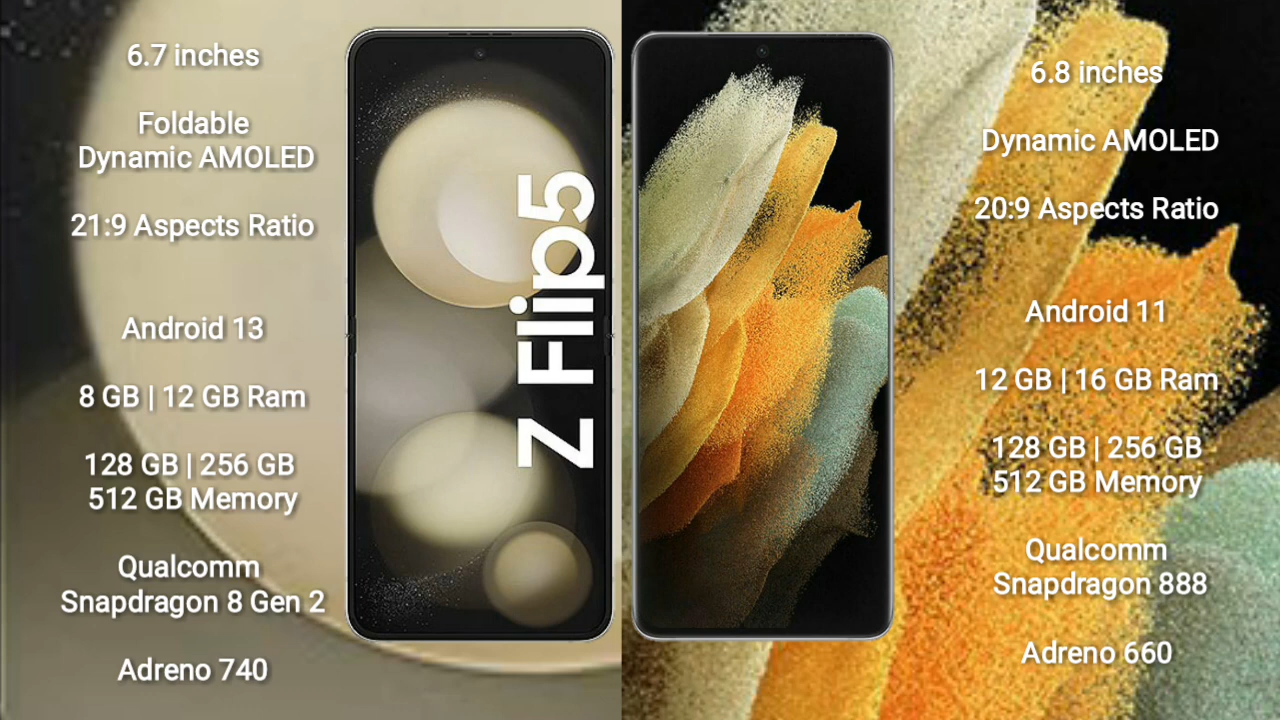 6.7 inches
Foldable
Dynamic AMOLED
21:9 Aspects Ratio
Android 13
8 GB | 12 GB Ram
128 GB | 256 GB
512 GB Memory
Qualcomm
Snapdragon 8 Gen 2
Adreno 740
Z Flip5
6.8 inches
Dynamic AMOLED
20:9 Aspects Ratio
Android 11
12 GB | 16 GB Ram
128 GB | 256 GB
512 GB Memory
Qualcomm
Snapdragon 888
Adreno 660